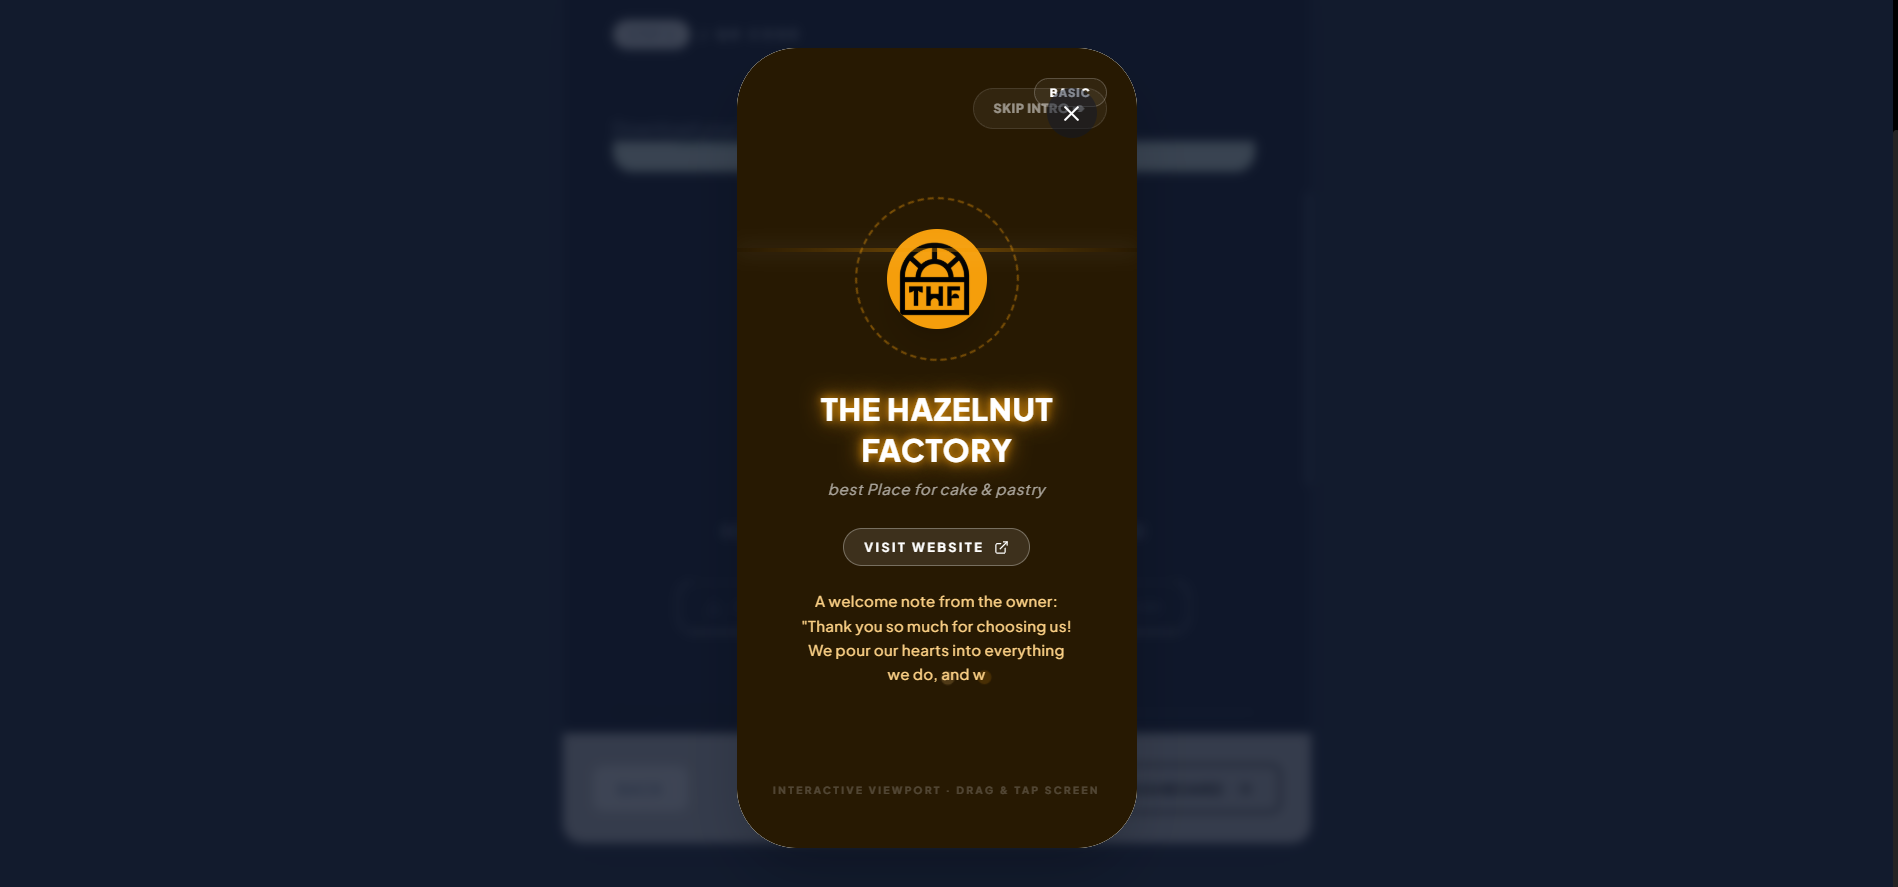 BASIC
SKIP INTRO
THF
THE HAZELNUT
FACTORY
best Place for cake & pastry
VISIT WEBSITE
A welcome note from the owner:
"Thank you so much for choosing us!
We pour our hearts into everything
we do, and w
INTERACTIVE VIEWPORT · DRAG & TAP SCREEN